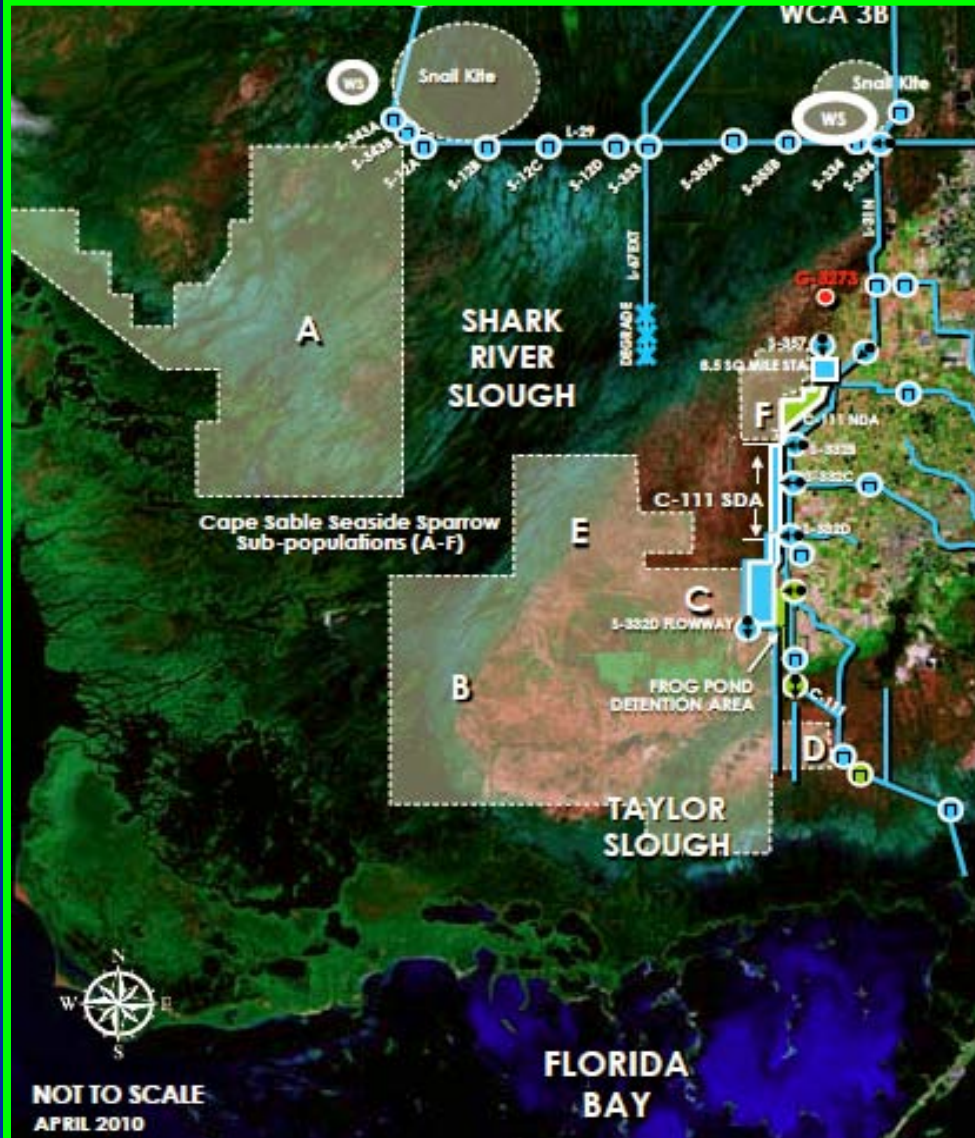 WCA 3B
WS
Snail Kite
Snail Kite
WS
S-343A
S-343B
S-12A
S-12B
S-12C
L-29
S-12D
S-333
S-355A
S-355B
S-334
S-356
L-31N
L-67EXT
DEGRADE
G-3273
A
SHARK
RIVER
SLOUGH
S-357
8.5 SQ MILE STA
F
C-111 NDA
S-332B
S-332C
C-111 SDA
S-332D
Cape Sable Seaside Sparrow
Sub-populations (A-F)
E
C
S-332D FLOWWAY
B
FROG POND
DETENTION AREA
C-111
D
TAYLOR
SLOUGH
N
W
E
S
FLORIDA
BAY
NOT TO SCALE
APRIL 2010